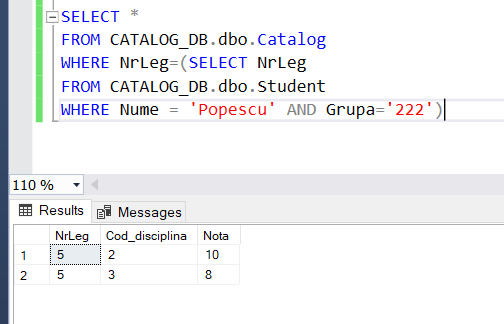 SELECT *
FROM CATALOG_DB.dbo.Catalog
WHERE NrLeg=(SELECT NrLeg
FROM CATALOG_DB.dbo.Student
WHERE Nume = 'Popescu' AND Grupa='222')
110 %
Results Messages
NrLeg Cod_disciplina Nota
1 5 2 10
2 5 3 8